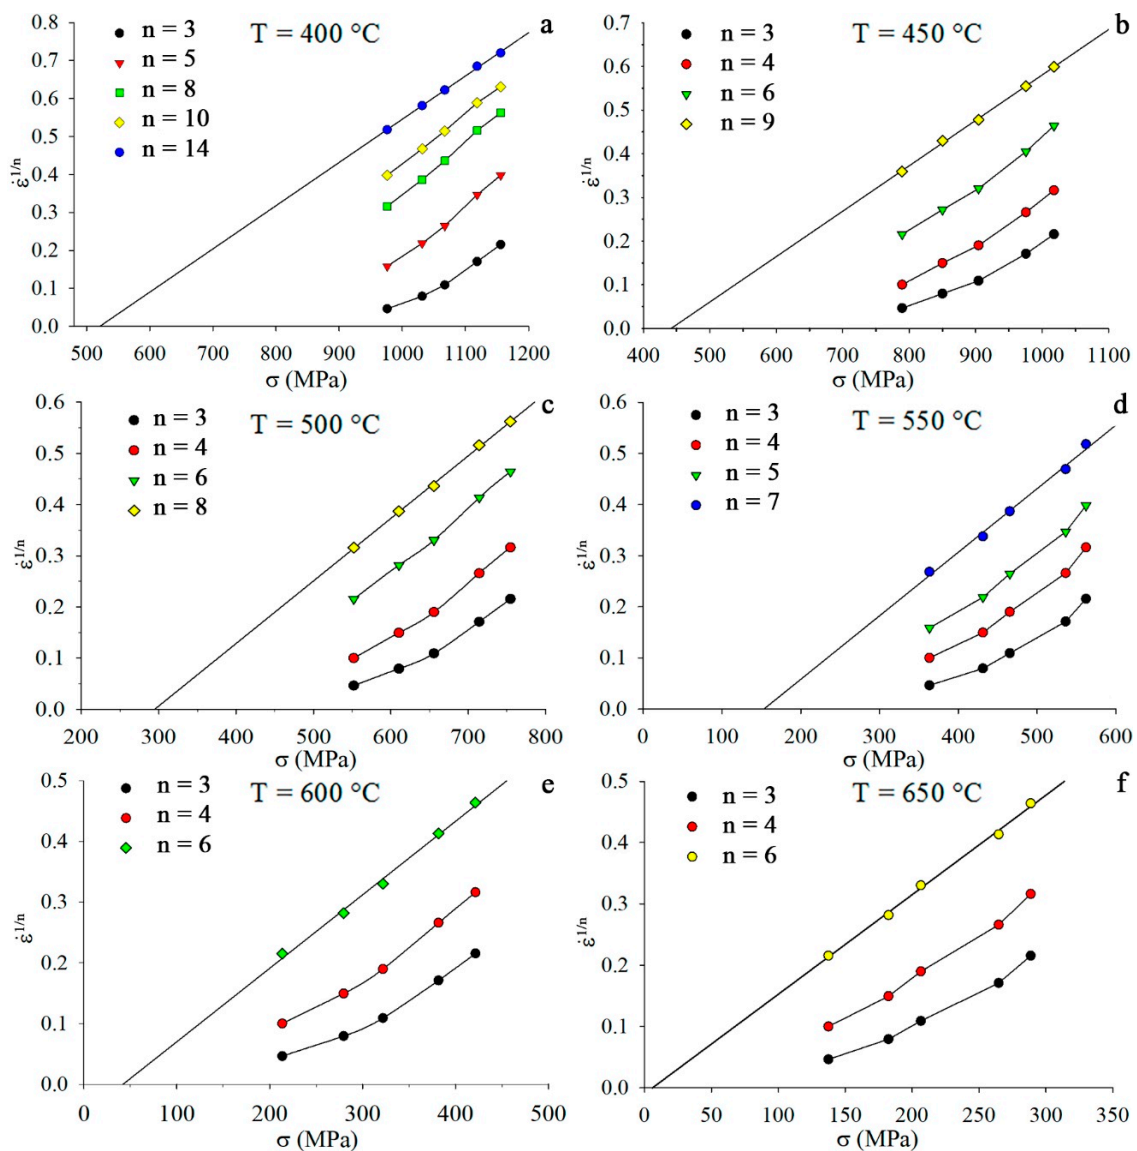 a
T = 400 °C
n = 3
n = 5
n = 8
n = 10
n = 14
0.8
0.7
0.6
0.5
0.4
0.3
0.2
0.1
0.0
ε̇1/n
500 600 700 800 900 1000 1100 1200
σ (MPa)
b
T = 450 °C
n = 3
n = 4
n = 6
n = 9
0.7
0.6
0.5
0.4
0.3
0.2
0.1
0.0
ε̇1/n
400 500 600 700 800 900 1000 1100
σ (MPa)
c
T = 500 °C
n = 3
n = 4
n = 6
n = 8
0.6
0.5
0.4
0.3
0.2
0.1
0.0
ε̇1/n
200 300 400 500 600 700 800
σ (MPa)
d
T = 550 °C
n = 3
n = 4
n = 5
n = 7
0.6
0.5
0.4
0.3
0.2
0.1
0.0
ε̇1/n
0 100 200 300 400 500 600
σ (MPa)
e
T = 600 °C
n = 3
n = 4
n = 6
0.5
0.4
0.3
0.2
0.1
0.0
ε̇1/n
0 100 200 300 400 500
σ (MPa)
f
T = 650 °C
n = 3
n = 4
n = 6
0.5
0.4
0.3
0.2
0.1
0.0
ε̇1/n
0 50 100 150 200 250 300 350
σ (MPa)